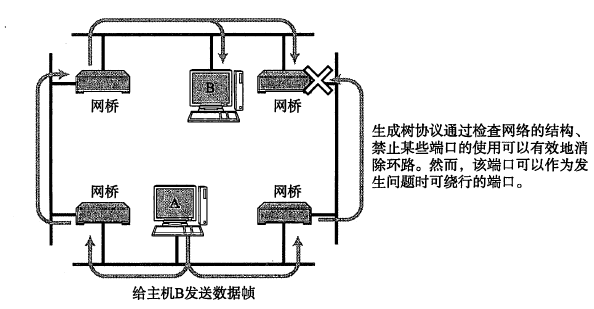 网桥
B
网桥
生成树协议通过检查网络的结构、
禁止某些端口的使用可以有效地消
除环路。然而，该端口可以作为发
生问题时可绕行的端口。
网桥
A
网桥
给主机B发送数据帧